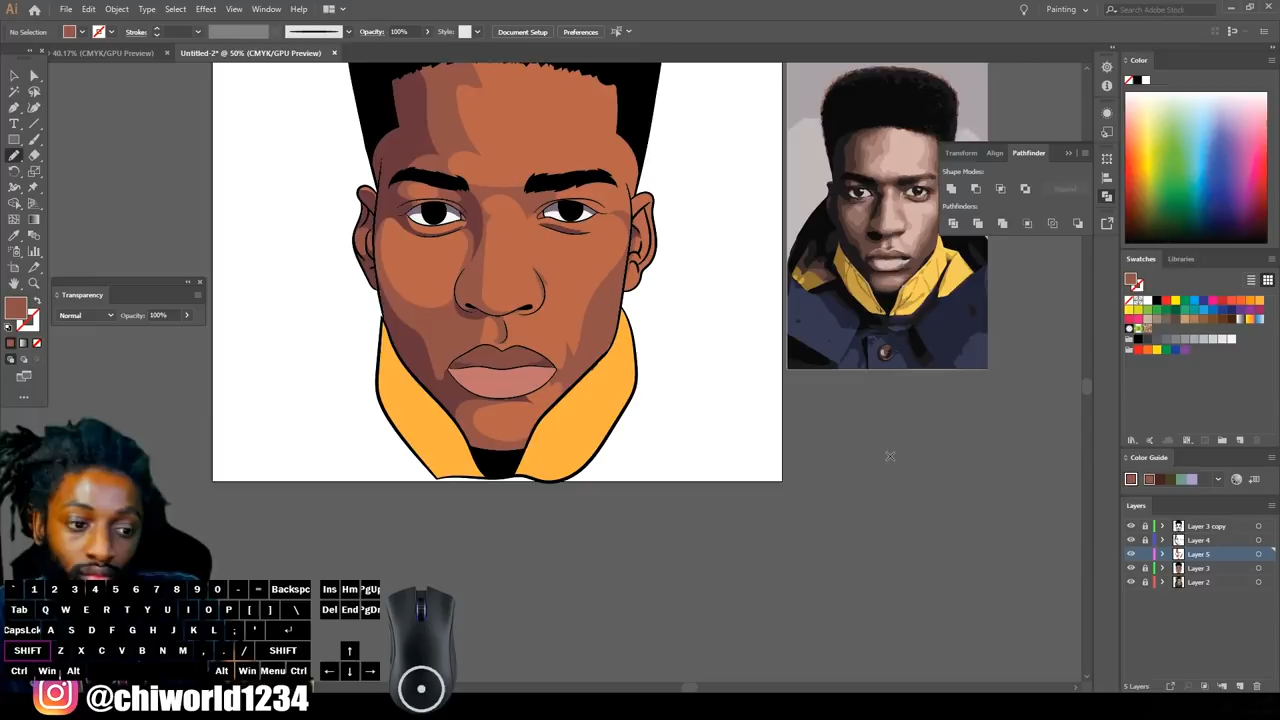 Ai File Edit Object Type Select Effect View Window Help
Painting
Search Adobe Stock
No Selection
Stroke:
Opacity: 100%
Style:
Document Setup
Preferences
40.17% (CMYK/GPU Preview) ×
Untitled-2* @ 50% (CMYK/GPU Preview) ×
Color
Transform Align Pathfinder
Shape Modes:
Pathfinders:
Swatches Libraries
Transparency
Normal
Opacity: 100%
Color Guide
Layers
Layer 3 copy
Layer 4
Layer 5
Layer 3
Layer 2
5 Layers
` 1 2 3 4 5 6 7 8 9 0 - = Backspc
Ins Hm PgUp
Tab Q W E R T Y U I O P [ ] \
Del End PgDn
CapsLck A S D F G H J K L ; '
SHIFT Z X C V B N M , . / SHIFT
Ctrl Win Alt Alt Win Menu Ctrl
@chiworld1234